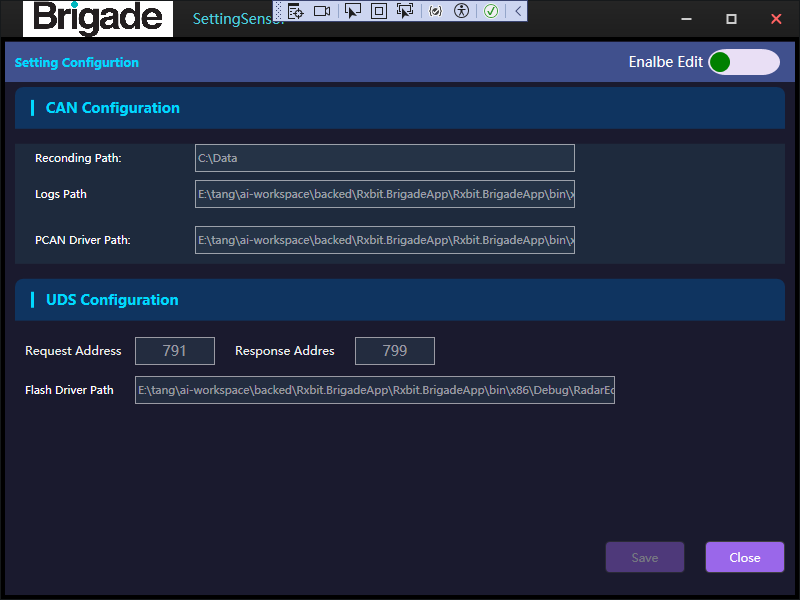 Brigade
SettingSense
Setting Configurtion
Enalbe Edit
CAN Configuration
Reconding Path:
C:\Data
Logs Path
E:\tang\ai-workspace\backed\Rxbit.BrigadeApp\Rxbit.BrigadeApp\bin\x
PCAN Driver Path:
E:\tang\ai-workspace\backed\Rxbit.BrigadeApp\Rxbit.BrigadeApp\bin\x
UDS Configuration
Request Address
791
Response Addres
799
Flash Driver Path
E:\tang\ai-workspace\backed\Rxbit.BrigadeApp\Rxbit.BrigadeApp\bin\x86\Debug\RadarEc
Save
Close